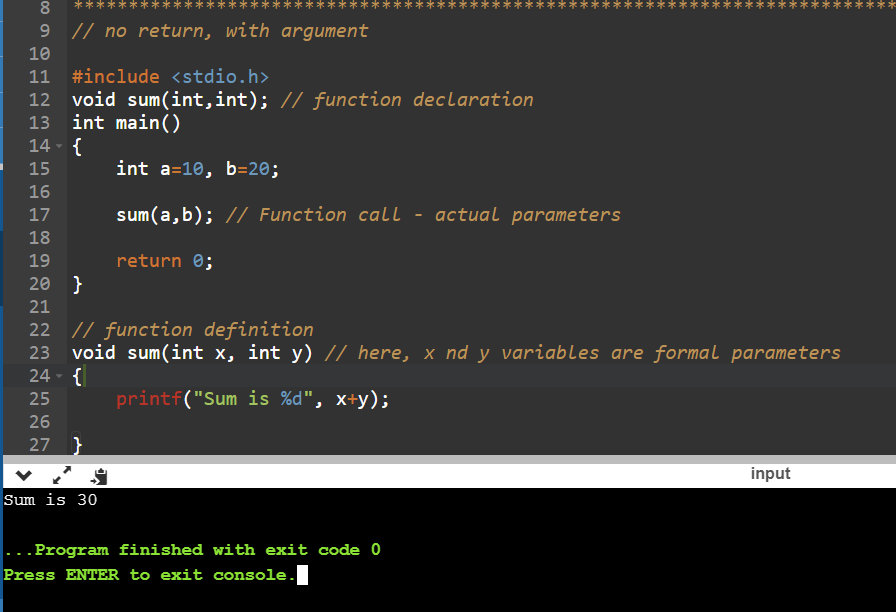 8 ****************************************************************************
9 // no return, with argument
10
11 #include <stdio.h>
12 void sum(int,int); // function declaration
13 int main()
14 {
15     int a=10, b=20;
16
17     sum(a,b); // Function call - actual parameters
18
19     return 0;
20 }
21
22 // function definition
23 void sum(int x, int y) // here, x nd y variables are formal parameters
24 {
25     printf("Sum is %d", x+y);
26
27 }
input
Sum is 30
...Program finished with exit code 0
Press ENTER to exit console.